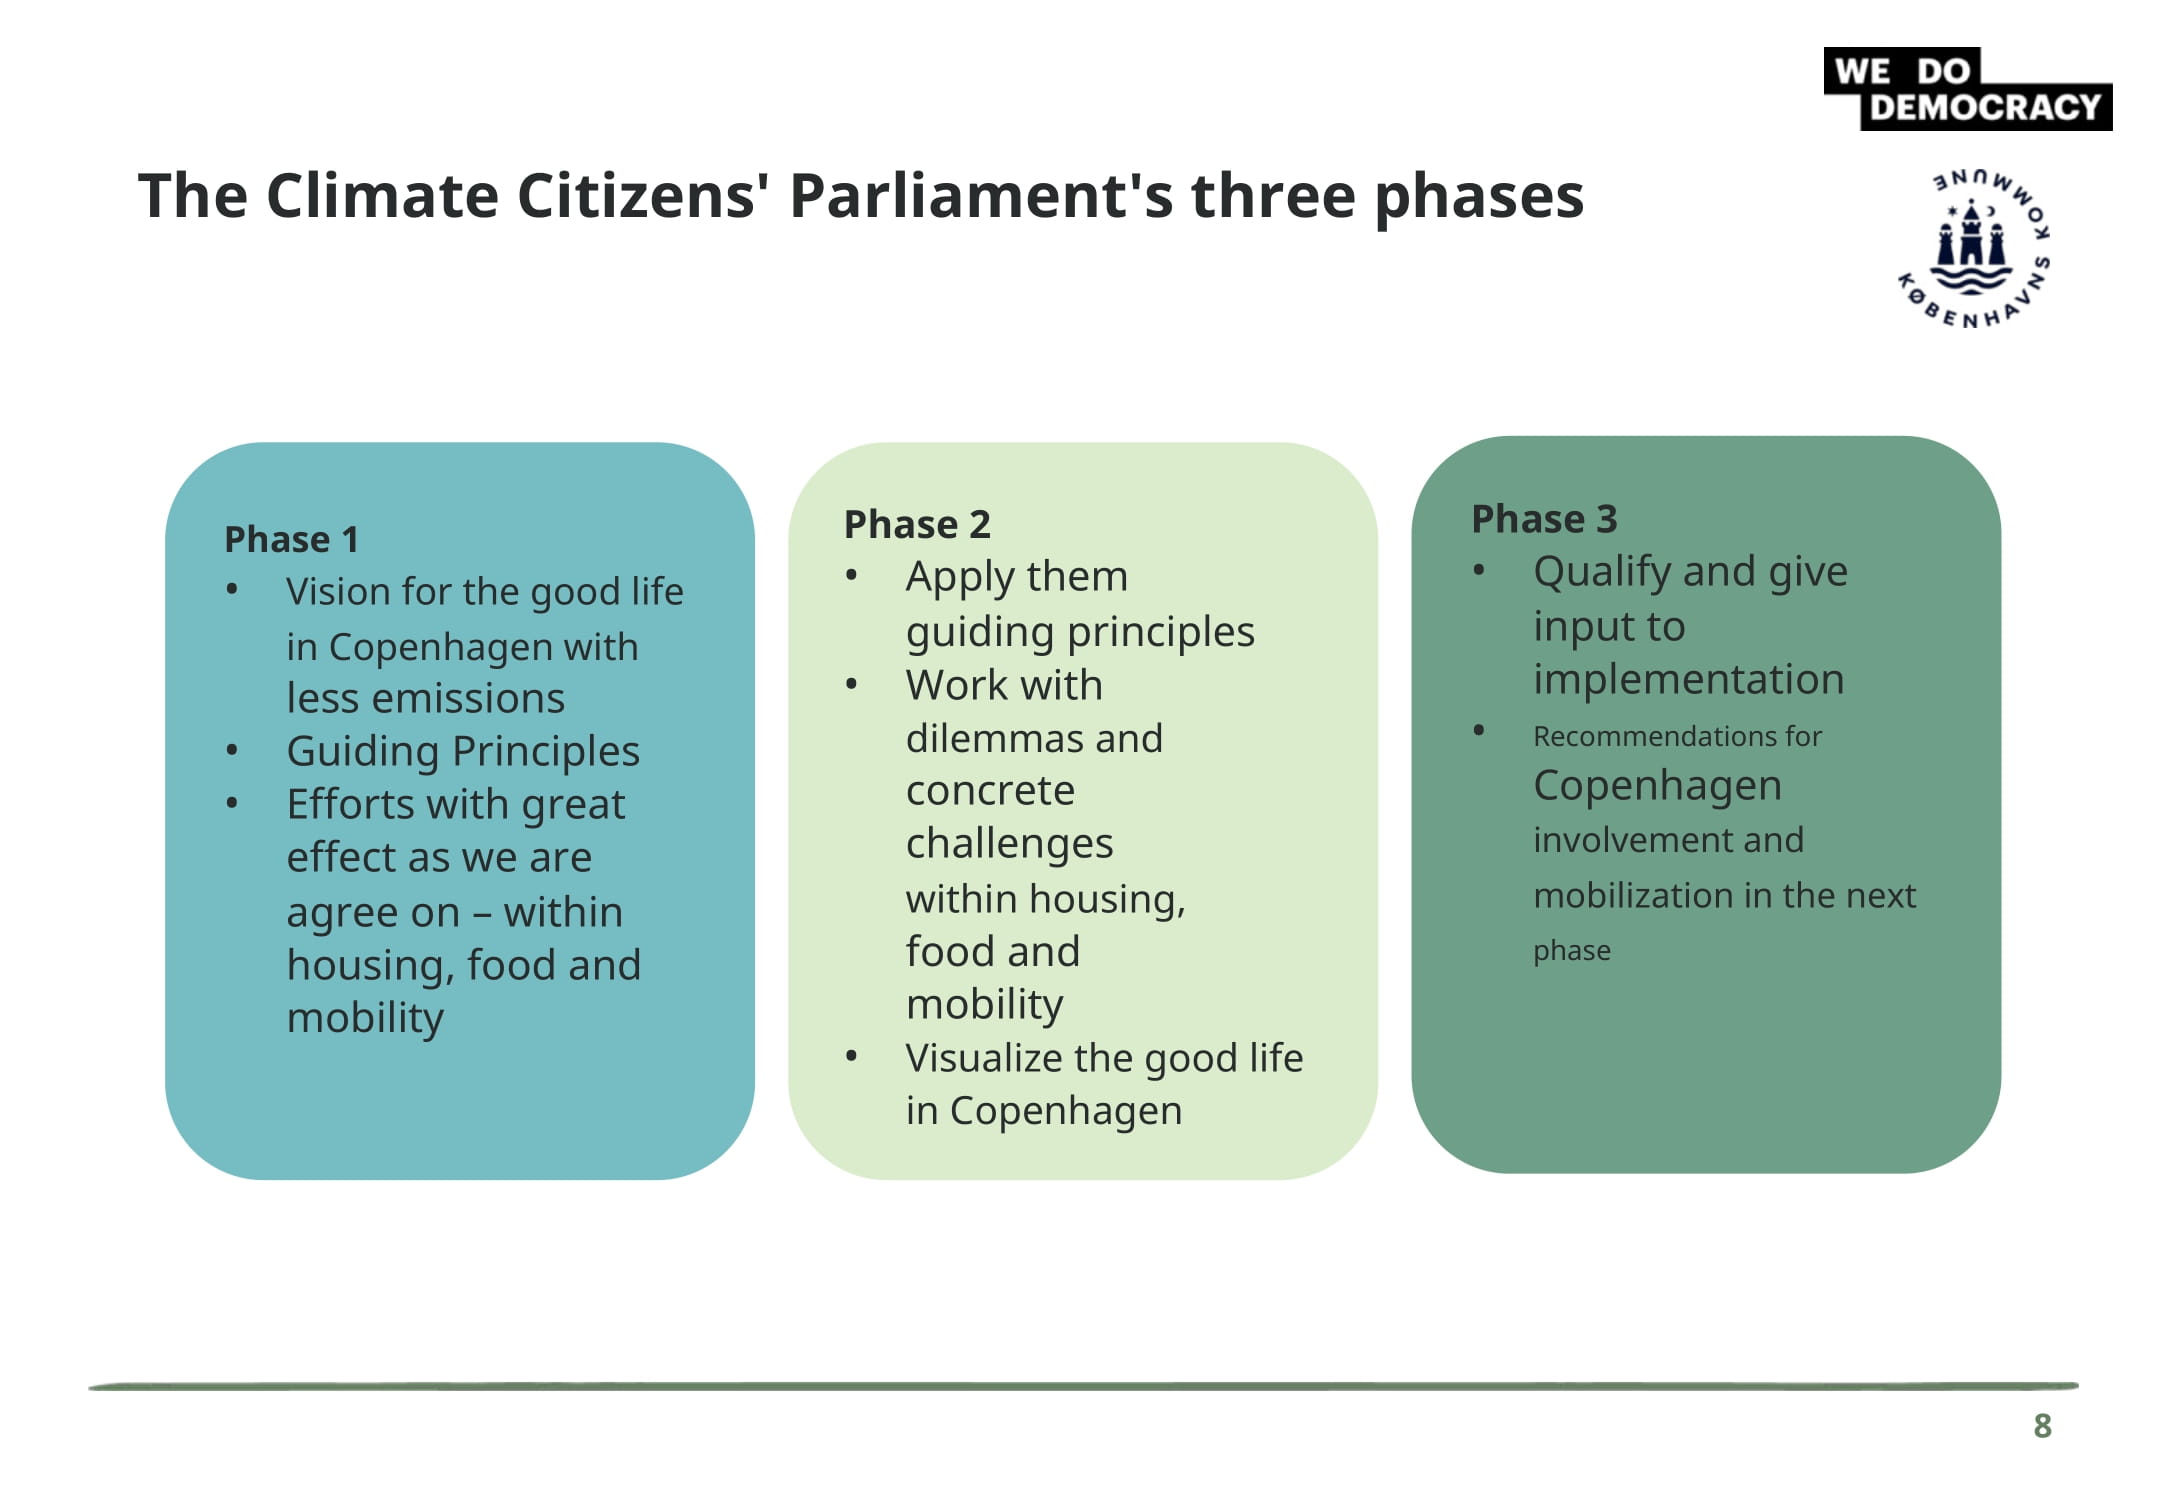 WE DO
DEMOCRACY
The Climate Citizens' Parliament's three phases
KØBENHAVNS KOMMUNE
Phase 1
• Vision for the good life
in Copenhagen with
less emissions
• Guiding Principles
• Efforts with great
effect as we are
agree on – within
housing, food and
mobility
Phase 2
• Apply them
guiding principles
• Work with
dilemmas and
concrete
challenges
within housing,
food and
mobility
• Visualize the good life
in Copenhagen
Phase 3
• Qualify and give
input to
implementation
• Recommendations for
Copenhagen
involvement and
mobilization in the next
phase
8